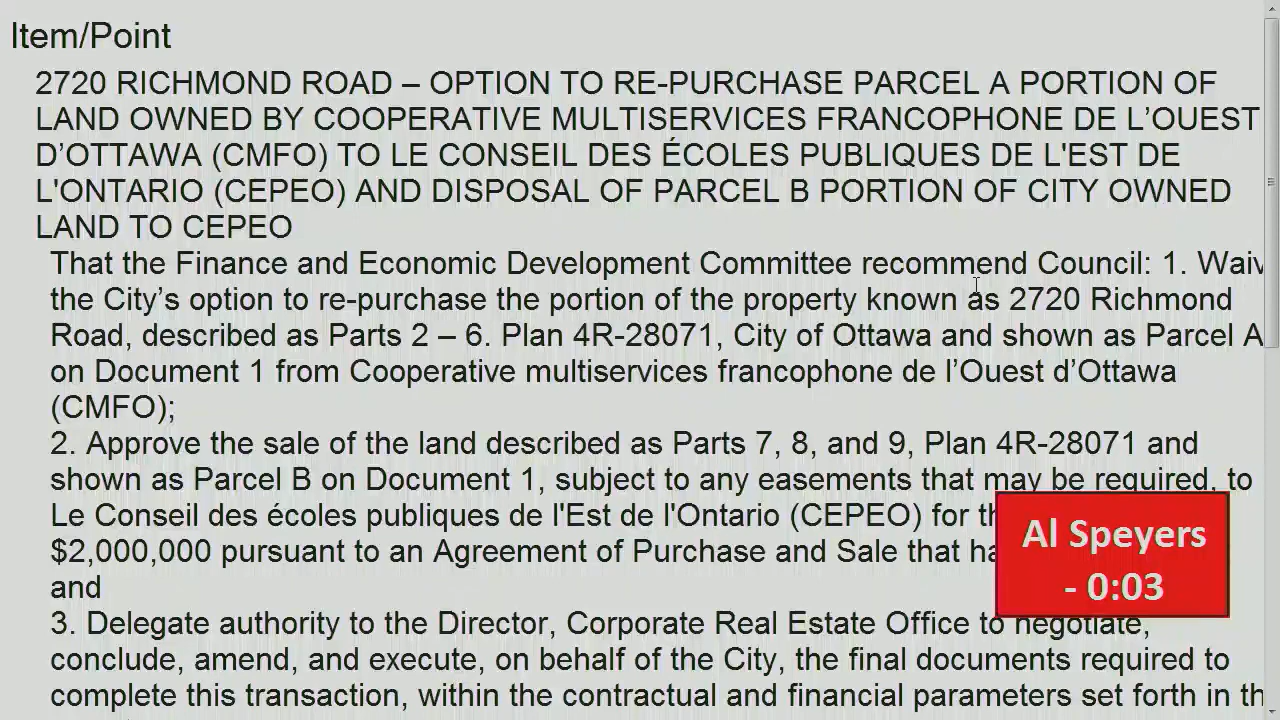 Item/Point
2720 RICHMOND ROAD – OPTION TO RE-PURCHASE PARCEL A PORTION OF
LAND OWNED BY COOPERATIVE MULTISERVICES FRANCOPHONE DE L’OUEST
D’OTTAWA (CMFO) TO LE CONSEIL DES ÉCOLES PUBLIQUES DE L'EST DE
L'ONTARIO (CEPEO) AND DISPOSAL OF PARCEL B PORTION OF CITY OWNED
LAND TO CEPEO
That the Finance and Economic Development Committee recommend Council: 1. Waiv
the City’s option to re-purchase the portion of the property known as 2720 Richmond
Road, described as Parts 2 – 6. Plan 4R-28071, City of Ottawa and shown as Parcel A
on Document 1 from Cooperative multiservices francophone de l’Ouest d’Ottawa
(CMFO);
2. Approve the sale of the land described as Parts 7, 8, and 9, Plan 4R-28071 and
shown as Parcel B on Document 1, subject to any easements that may be required, to
Le Conseil des écoles publiques de l'Est de l'Ontario (CEPEO) for th
$2,000,000 pursuant to an Agreement of Purchase and Sale that ha
and
3. Delegate authority to the Director, Corporate Real Estate Office to negotiate,
conclude, amend, and execute, on behalf of the City, the final documents required to
complete this transaction, within the contractual and financial parameters set forth in th
Al Speyers
- 0:03